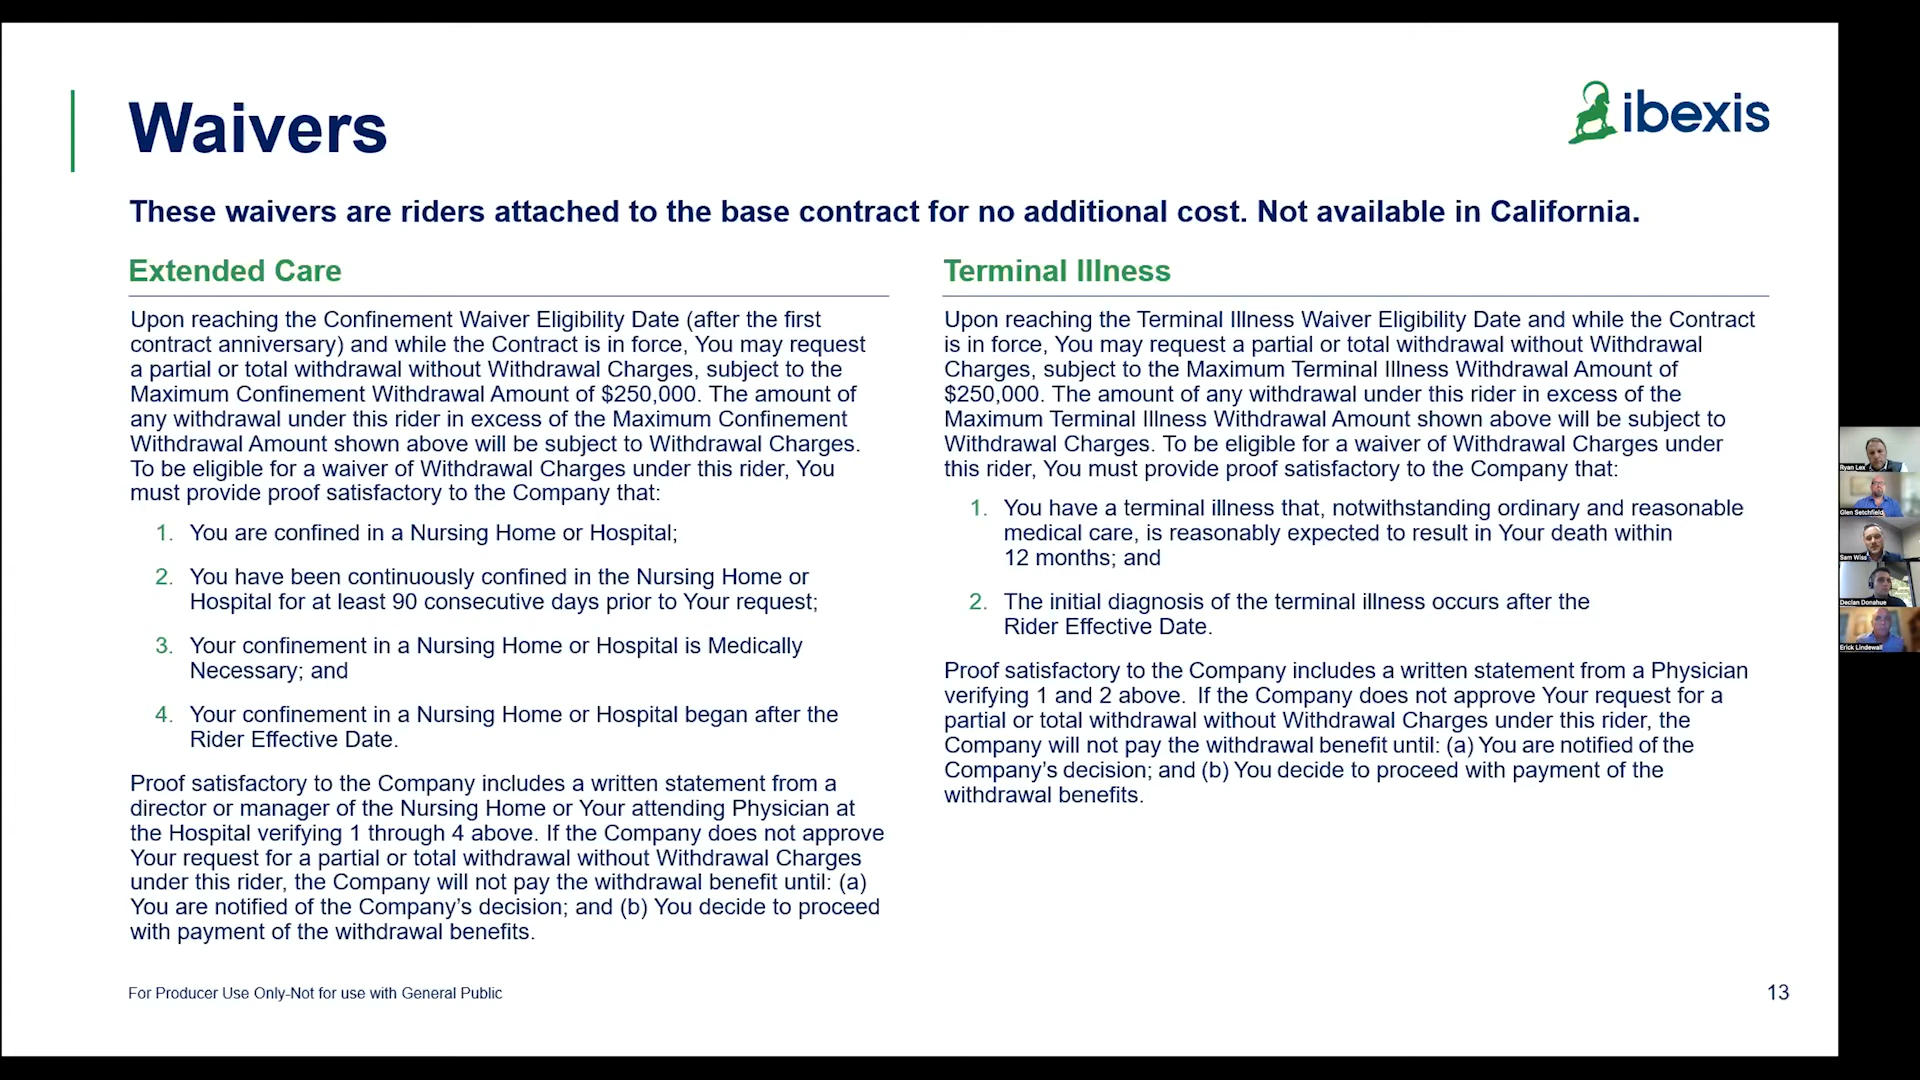 Waivers
ibexis
These waivers are riders attached to the base contract for no additional cost. Not available in California.
Extended Care
Upon reaching the Confinement Waiver Eligibility Date (after the first
contract anniversary) and while the Contract is in force, You may request
a partial or total withdrawal without Withdrawal Charges, subject to the
Maximum Confinement Withdrawal Amount of $250,000. The amount of
any withdrawal under this rider in excess of the Maximum Confinement
Withdrawal Amount shown above will be subject to Withdrawal Charges.
To be eligible for a waiver of Withdrawal Charges under this rider, You
must provide proof satisfactory to the Company that:
1. You are confined in a Nursing Home or Hospital;
2. You have been continuously confined in the Nursing Home or
Hospital for at least 90 consecutive days prior to Your request;
3. Your confinement in a Nursing Home or Hospital is Medically
Necessary; and
4. Your confinement in a Nursing Home or Hospital began after the
Rider Effective Date.
Proof satisfactory to the Company includes a written statement from a
director or manager of the Nursing Home or Your attending Physician at
the Hospital verifying 1 through 4 above. If the Company does not approve
Your request for a partial or total withdrawal without Withdrawal Charges
under this rider, the Company will not pay the withdrawal benefit until: (a)
You are notified of the Company's decision; and (b) You decide to proceed
with payment of the withdrawal benefits.
Terminal Illness
Upon reaching the Terminal Illness Waiver Eligibility Date and while the Contract
is in force, You may request a partial or total withdrawal without Withdrawal
Charges, subject to the Maximum Terminal Illness Withdrawal Amount of
$250,000. The amount of any withdrawal under this rider in excess of the
Maximum Terminal Illness Withdrawal Amount shown above will be subject to
Withdrawal Charges. To be eligible for a waiver of Withdrawal Charges under
this rider, You must provide proof satisfactory to the Company that:
1. You have a terminal illness that, notwithstanding ordinary and reasonable
medical care, is reasonably expected to result in Your death within
12 months; and
2. The initial diagnosis of the terminal illness occurs after the
Rider Effective Date.
Proof satisfactory to the Company includes a written statement from a Physician
verifying 1 and 2 above. If the Company does not approve Your request for a
partial or total withdrawal without Withdrawal Charges under this rider, the
Company will not pay the withdrawal benefit until: (a) You are notified of the
Company's decision; and (b) You decide to proceed with payment of the
withdrawal benefits.
For Producer Use Only-Not for use with General Public
13
Ryan Lex
Glen Setchfield
Sam Wiss
Declan Donahue
Erick Lindewall